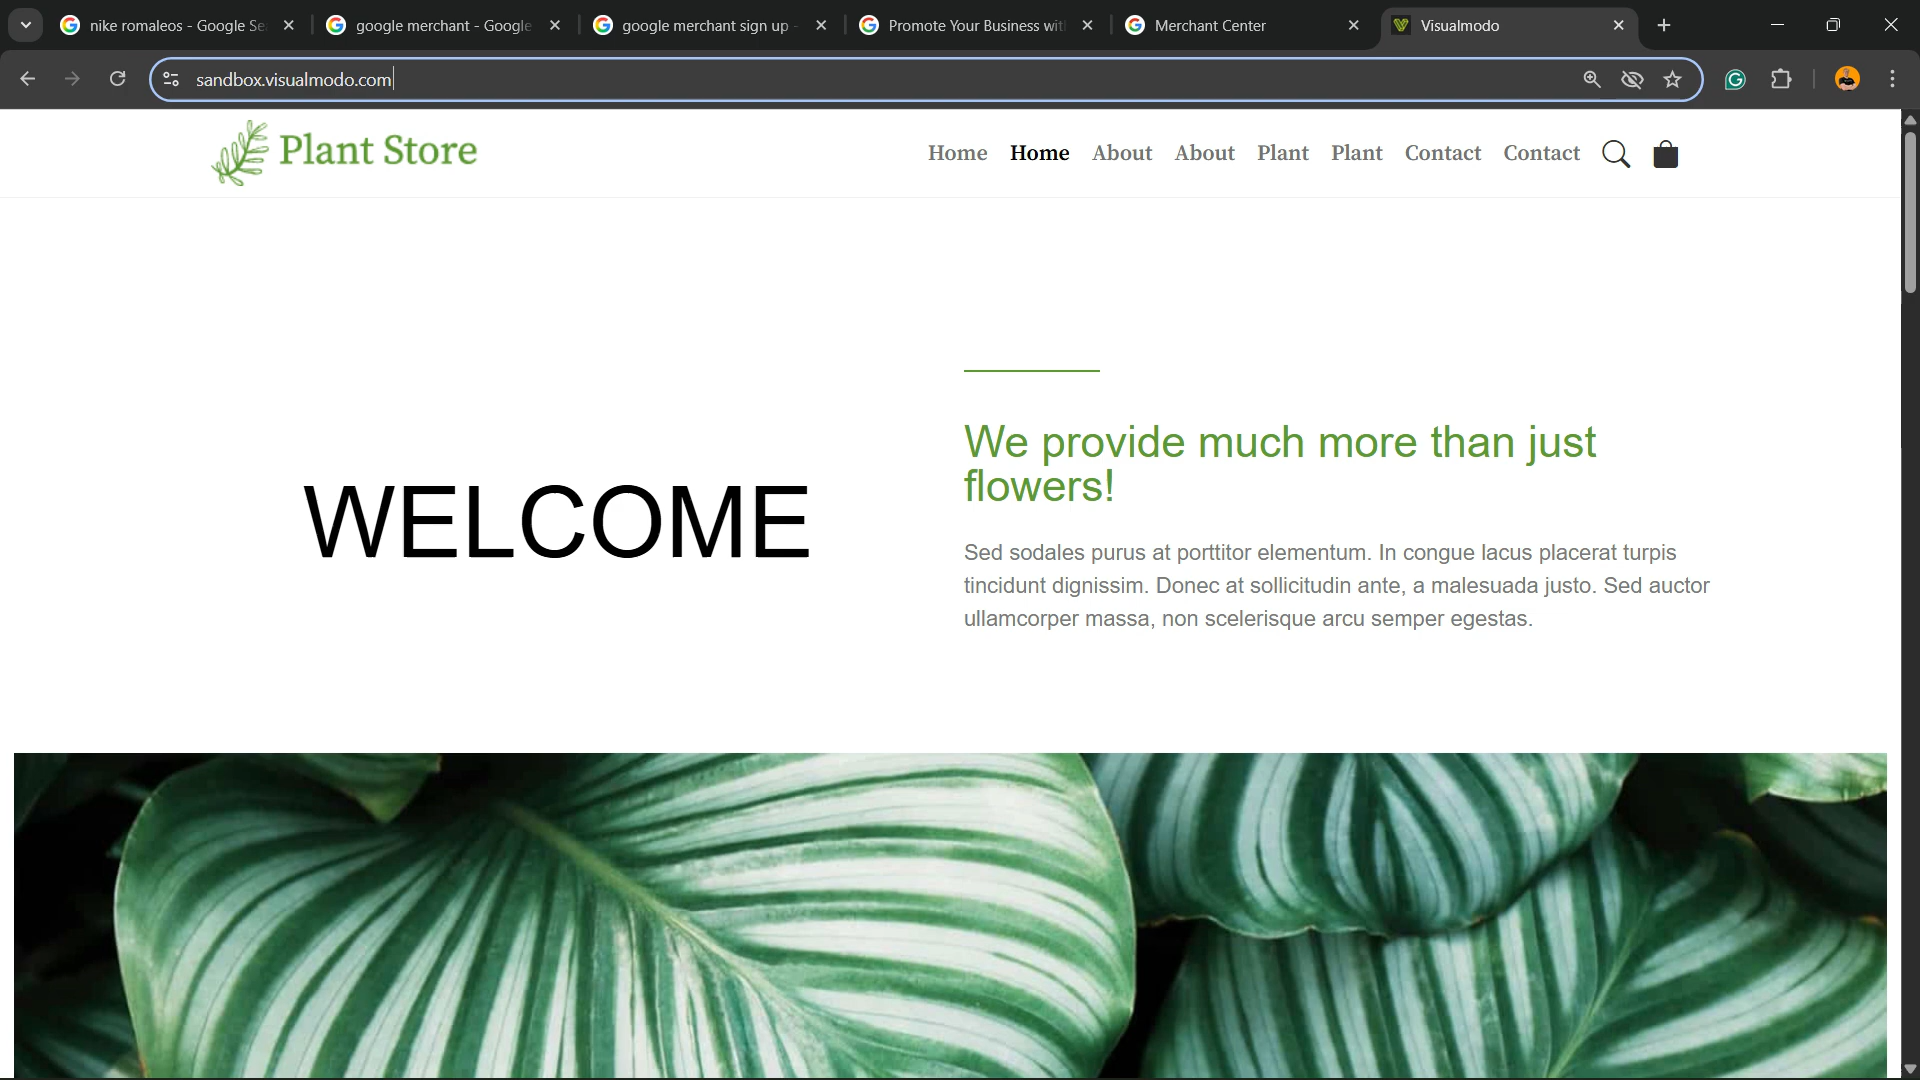 nike romaleos - Google Se
google merchant - Google
google merchant sign up -
Promote Your Business wit
Merchant Center
Visualmodo
sandbox.visualmodo.com
Plant Store
Home Home About About Plant Plant Contact Contact
We provide much more than just
flowers!
WELCOME
Sed sodales purus at porttitor elementum. In congue lacus placerat turpis
tincidunt dignissim. Donec at sollicitudin ante, a malesuada justo. Sed auctor
ullamcorper massa, non scelerisque arcu semper egestas.